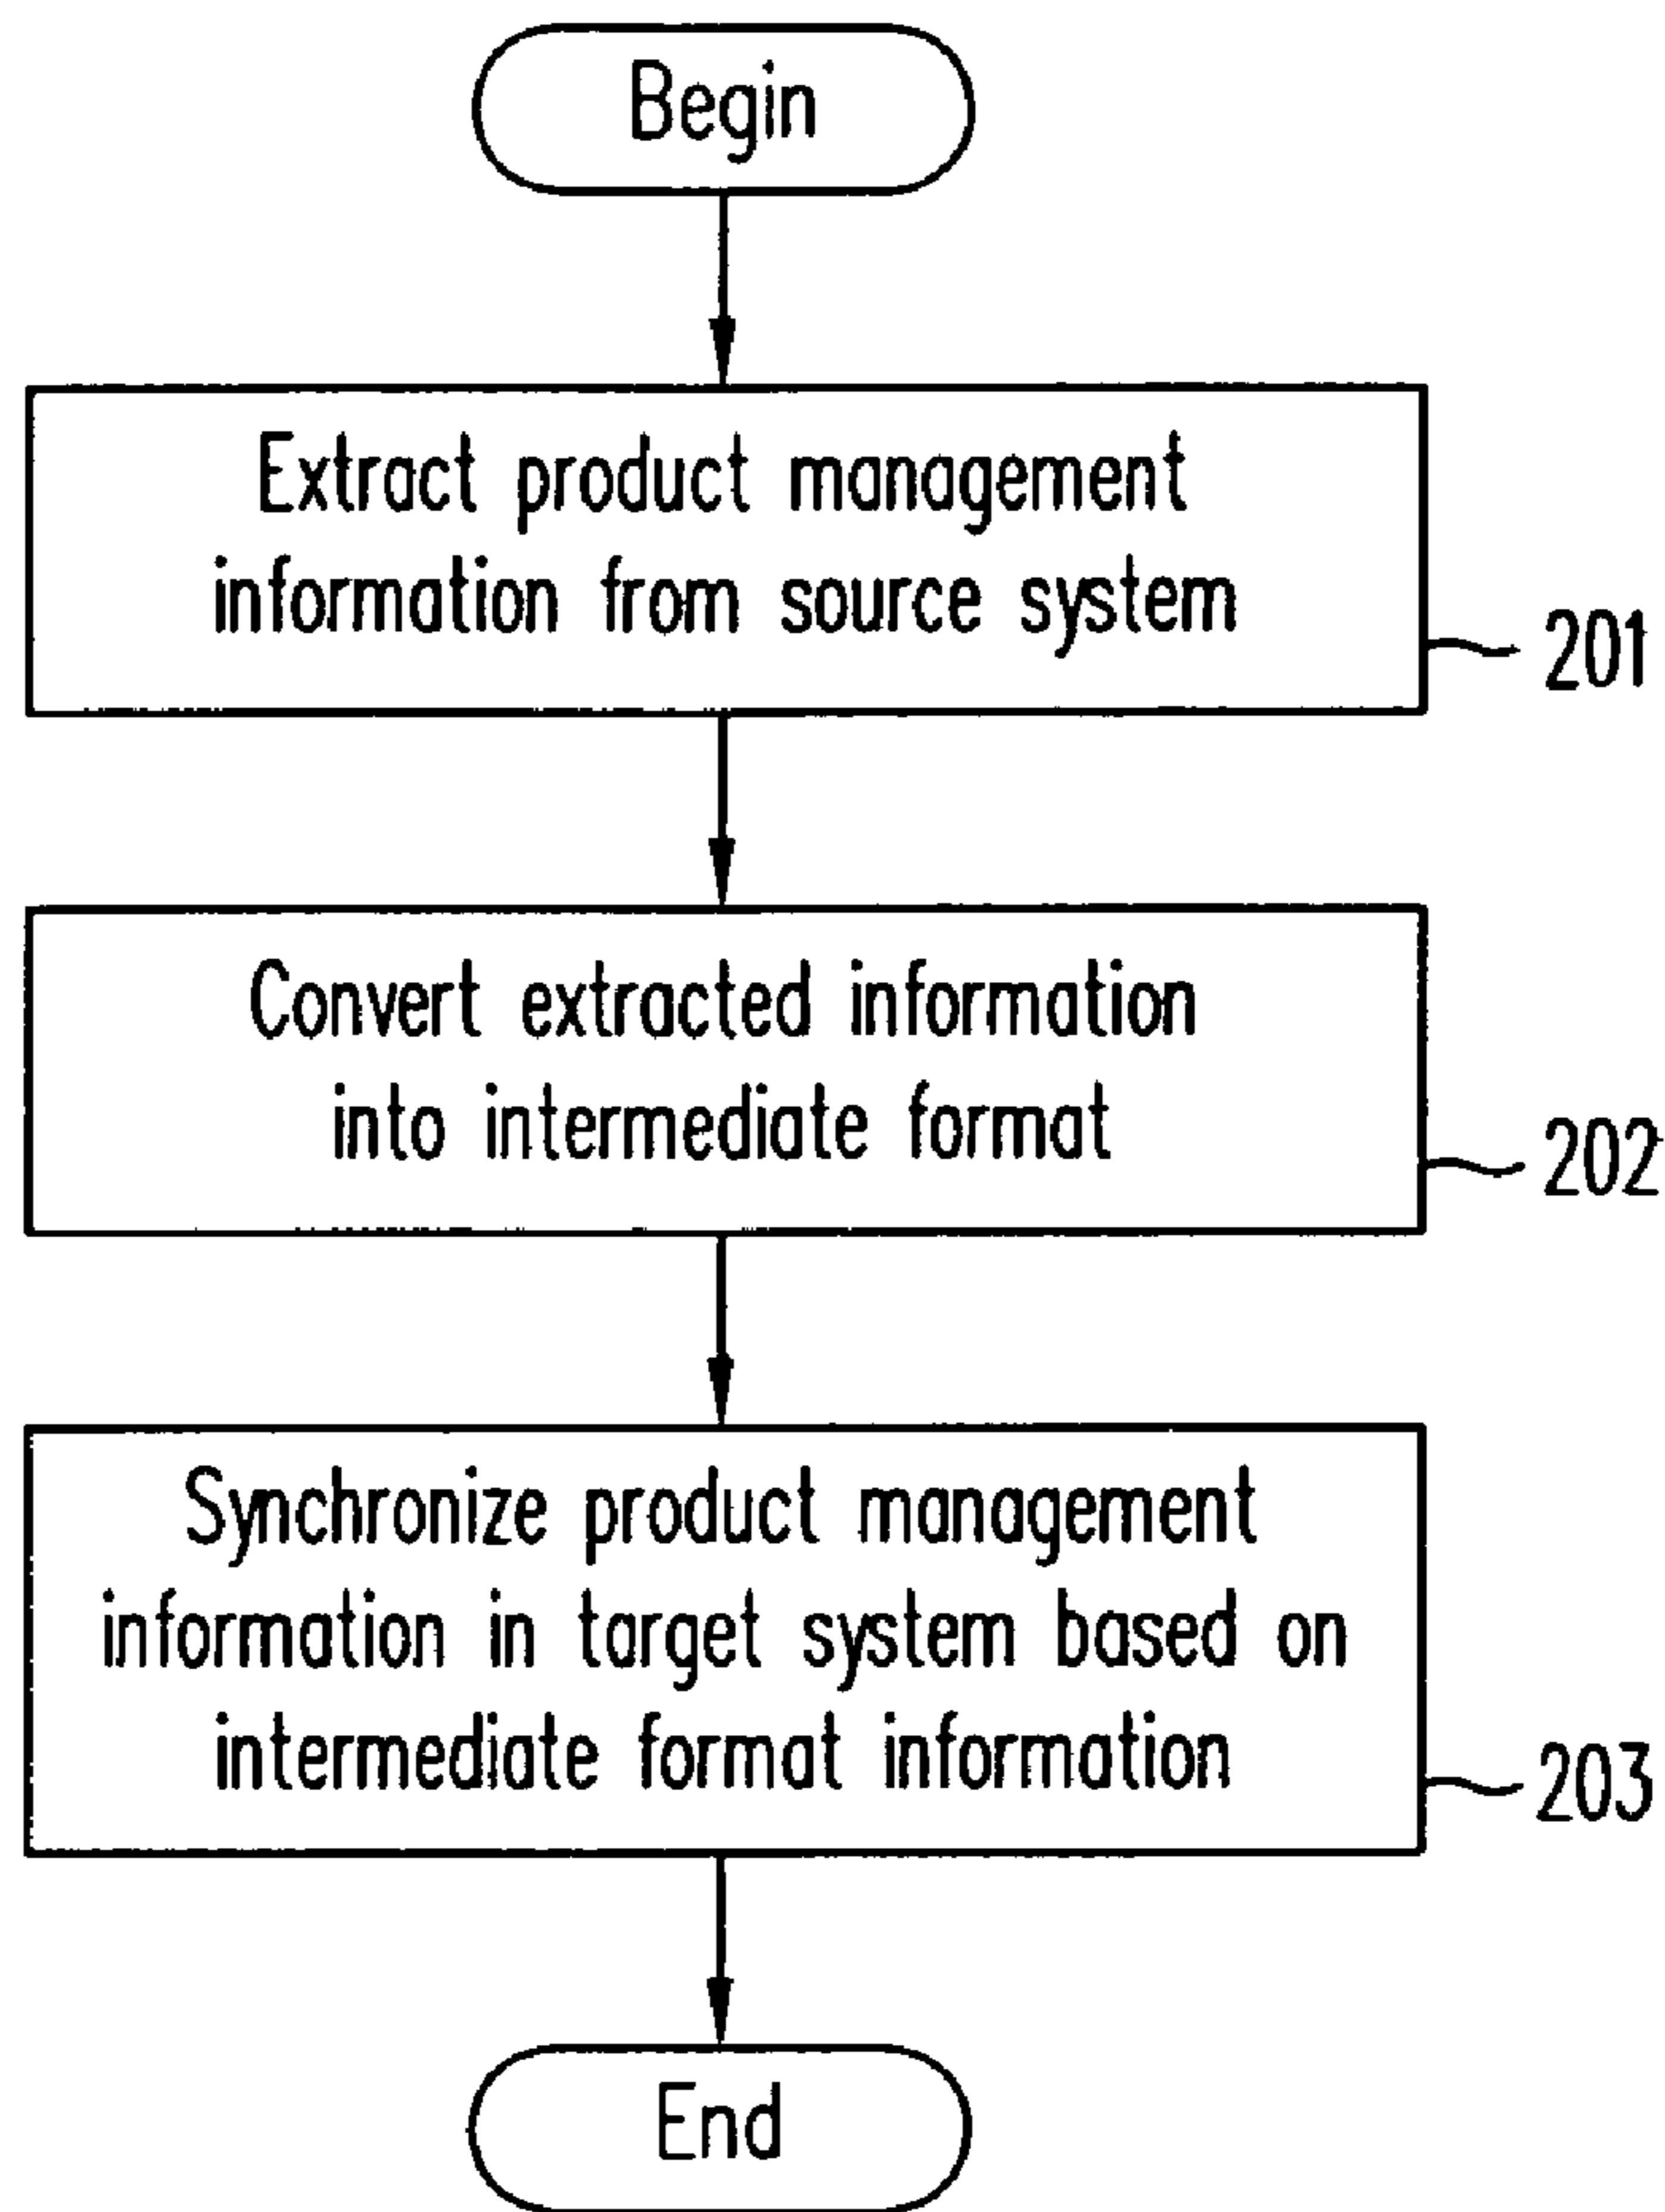 Begin
Extract product management
information from source system
201
Convert extracted information
into intermediate format
202
Synchronize product management
information in target system based on
intermediate format information
203
End